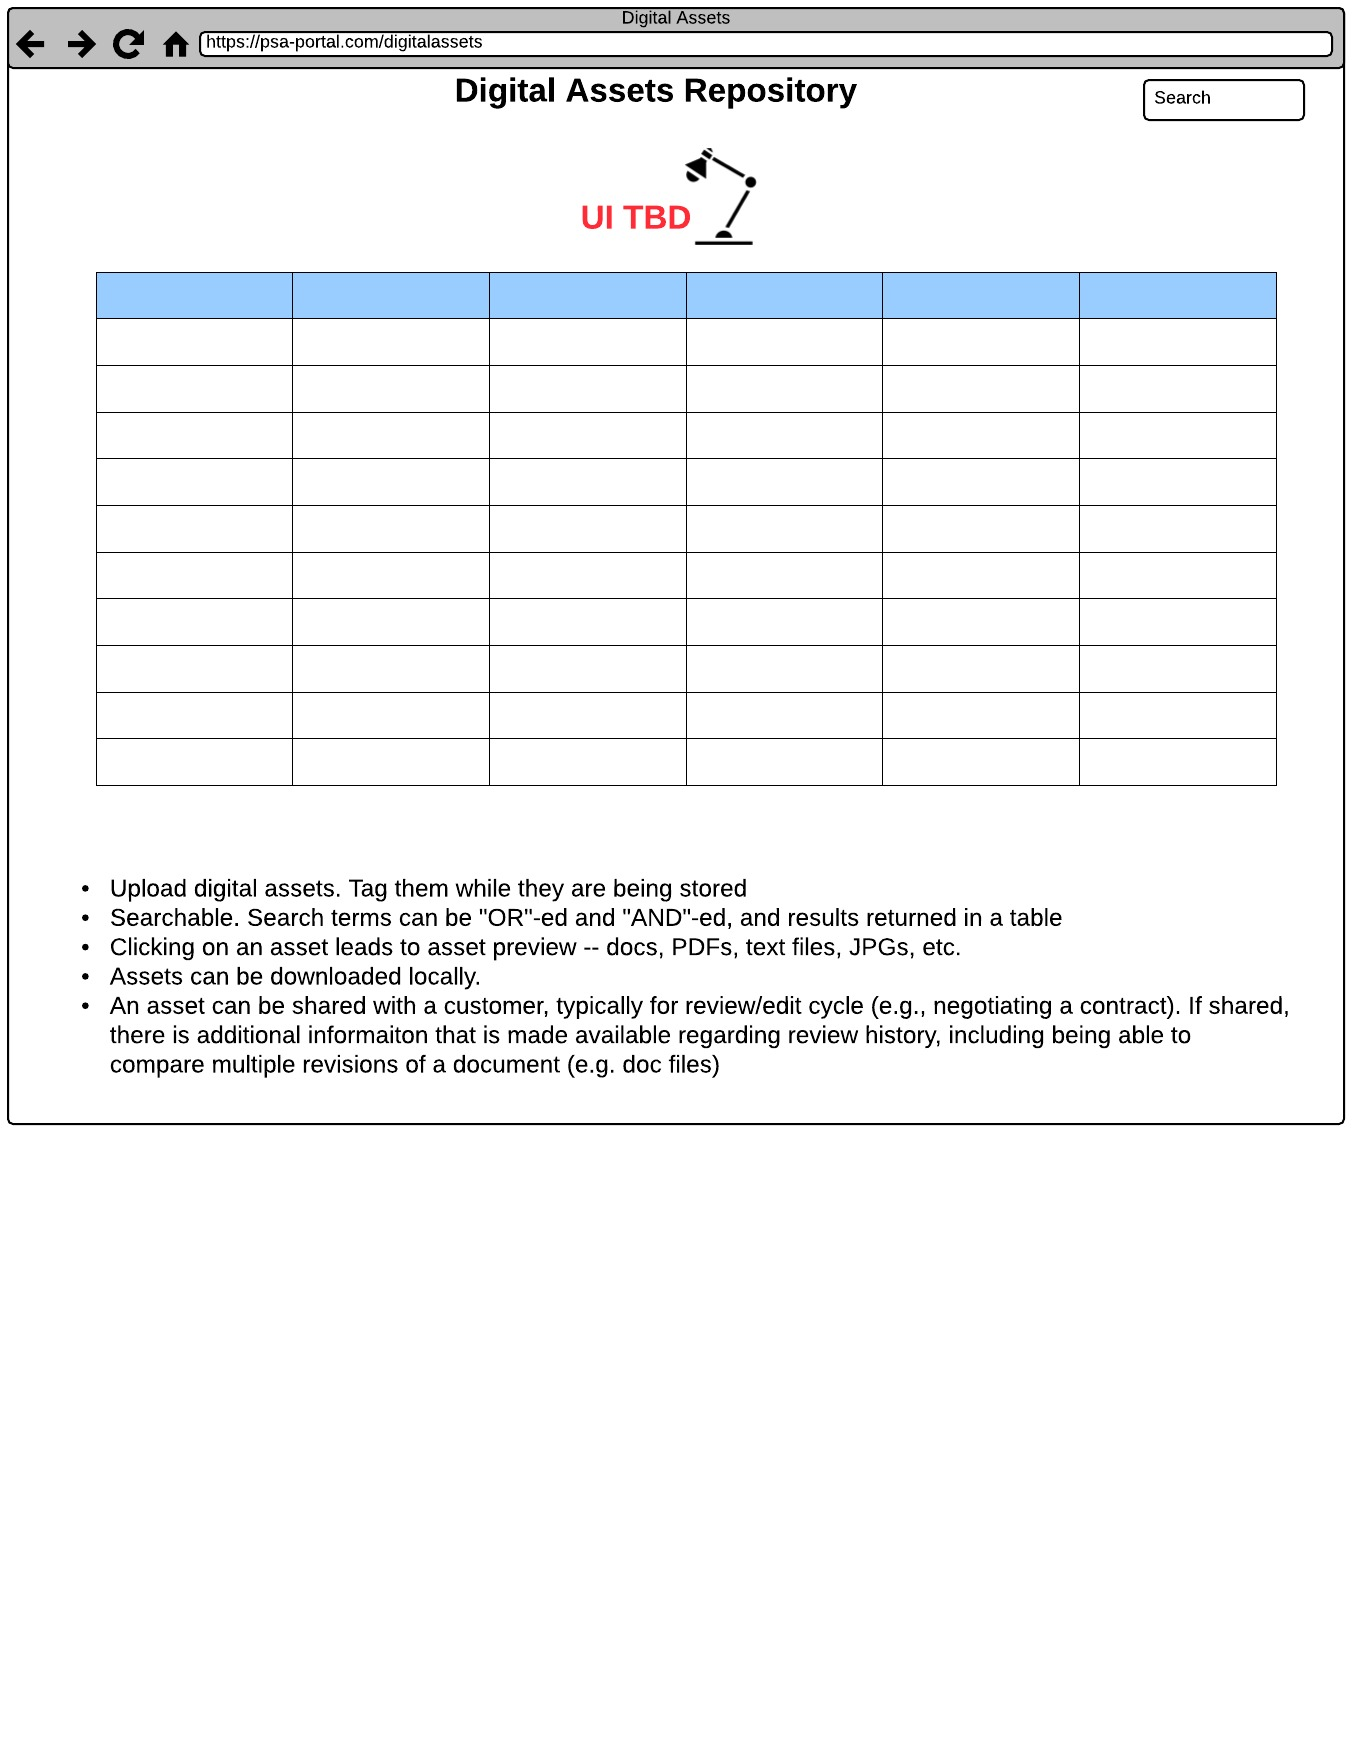 Digital Assets
https://psa-portal.com/digitalassets
Digital Assets Repository
Search
UI TBD
• Upload digital assets. Tag them while they are being stored
• Searchable. Search terms can be "OR"-ed and "AND"-ed, and results returned in a table
• Clicking on an asset leads to asset preview -- docs, PDFs, text files, JPGs, etc.
• Assets can be downloaded locally.
• An asset can be shared with a customer, typically for review/edit cycle (e.g., negotiating a contract). If shared,
there is additional informaiton that is made available regarding review history, including being able to
compare multiple revisions of a document (e.g. doc files)